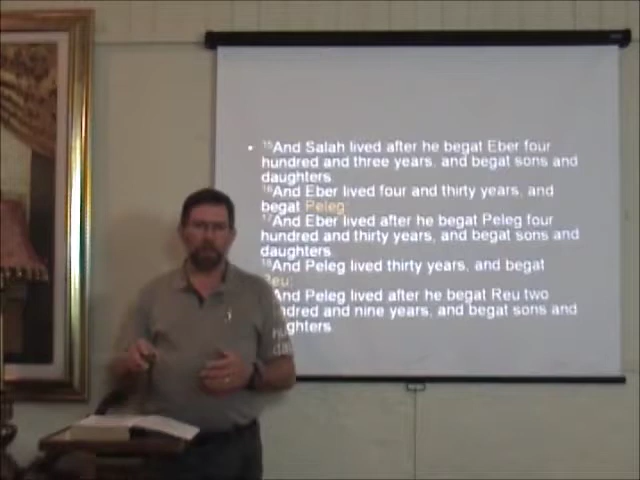 • ¹⁵And Salah lived after he begat Eber four
hundred and three years, and begat sons and
daughters.
¹⁶And Eber lived four and thirty years, and
begat Peleg:
¹⁷And Eber lived after he begat Peleg four
hundred and thirty years, and begat sons and
daughters.
¹⁸And Peleg lived thirty years, and begat
Reu:
And Peleg lived after he begat Reu two
hundred and nine years, and begat sons and
daughters.